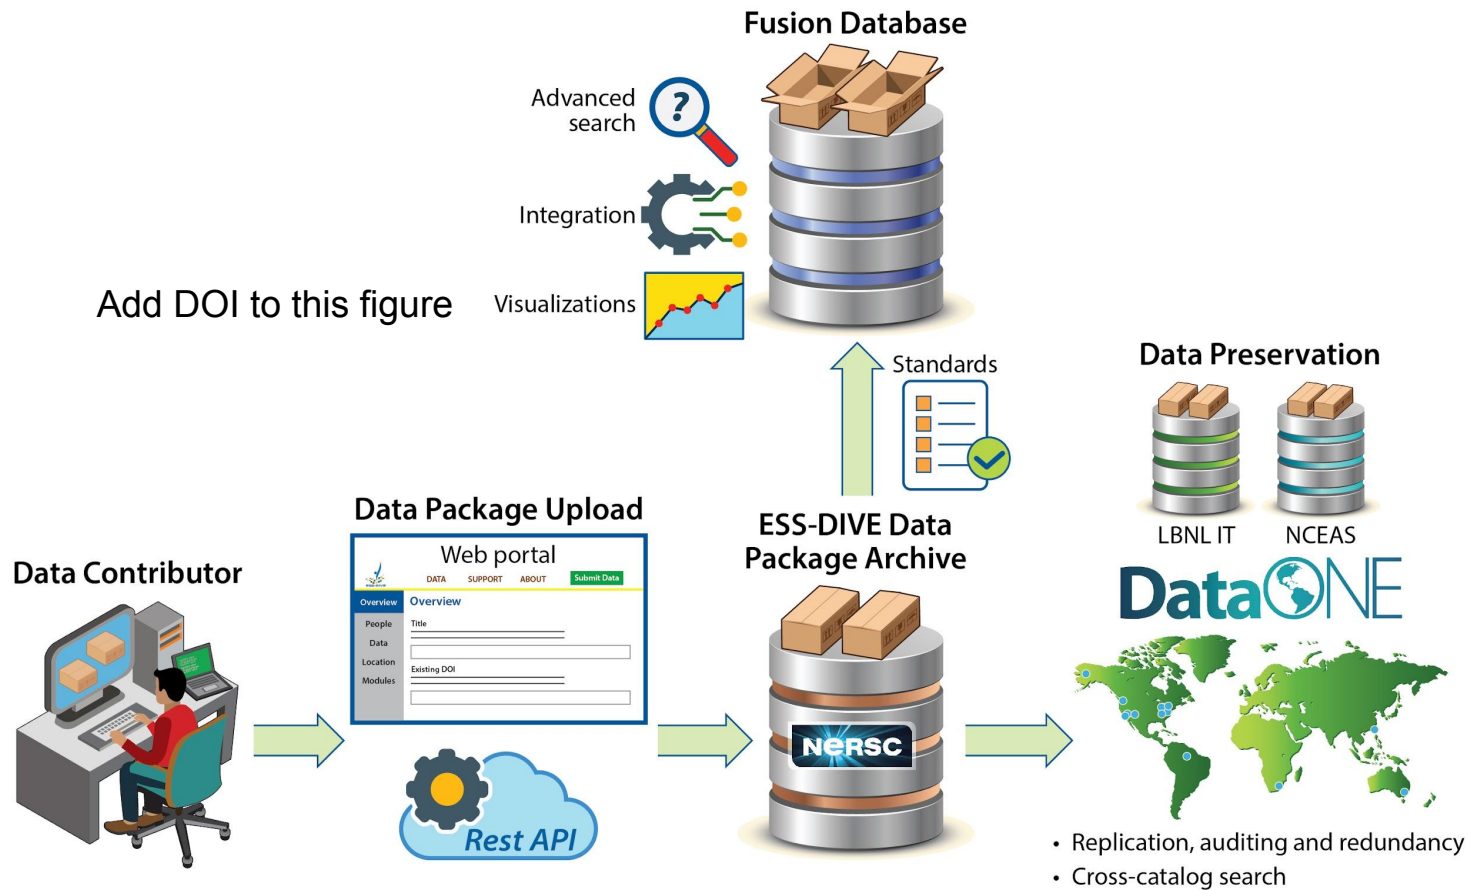 Fusion Database
Advanced
search
?
Integration
Visualizations
Add DOI to this figure
Standards
Data Preservation
LBNL IT
NCEAS
DataONE
Data Package Upload
Web portal
ESS-DIVE
DATA
SUPPORT
ABOUT
Submit Data
Overview
People
Data
Location
Modules
Overview
Title
Existing DOI
Rest API
Data Contributor
ESS-DIVE Data
Package Archive
NERSC
• Replication, auditing and redundancy
• Cross-catalog search